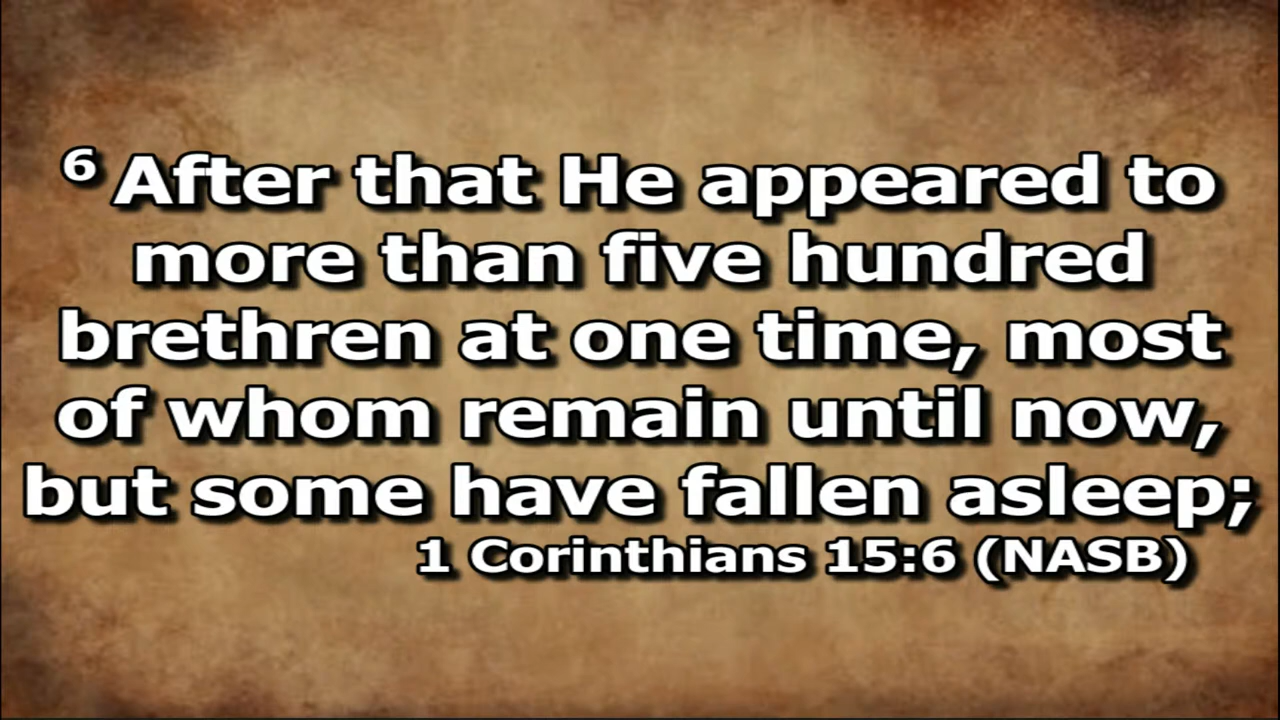 6 After that He appeared to
more than five hundred
brethren at one time, most
of whom remain until now,
but some have fallen asleep;
1 Corinthians 15:6 (NASB)